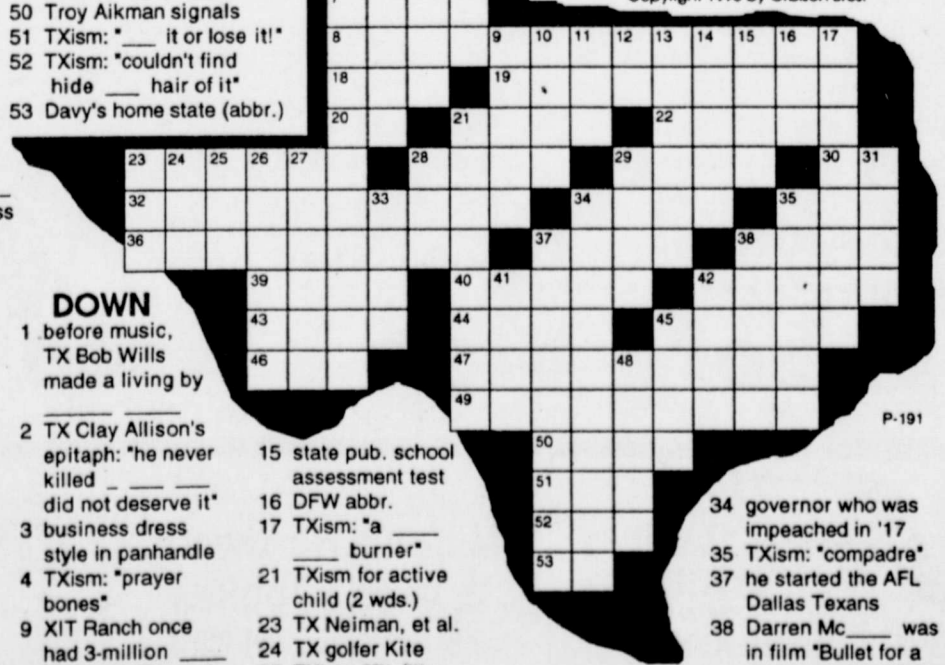 50 Troy Aikman signals
51 TXism: "___ it or lose it!"
52 TXism: "couldn't find
hide ___ hair of it"
53 Davy's home state (abbr.)
7
8 9 10 11 12 13 14 15 16 17
18 19
20 21 22
23 24 25 26 27 28 29 30 31
32 33 34 35
36 37 38
39 40 41 42
43 44 45
46 47 48
49
50
51
52
53
P-191
DOWN
1 before music,
TX Bob Wills
made a living by
_____ _____
2 TX Clay Allison's
epitaph: "he never
killed _ ___ ___
did not deserve it"
3 business dress
style in panhandle
4 TXism: "prayer
bones"
9 XIT Ranch once
had 3-million ____
15 state pub. school
assessment test
16 DFW abbr.
17 TXism: "a ___
___ burner"
21 TXism for active
child (2 wds.)
23 TX Neiman, et al.
24 TX golfer Kite
34 governor who was
impeached in '17
35 TXism: "compadre"
37 he started the AFL
Dallas Texans
38 Darren Mc____ was
in film "Bullet for a